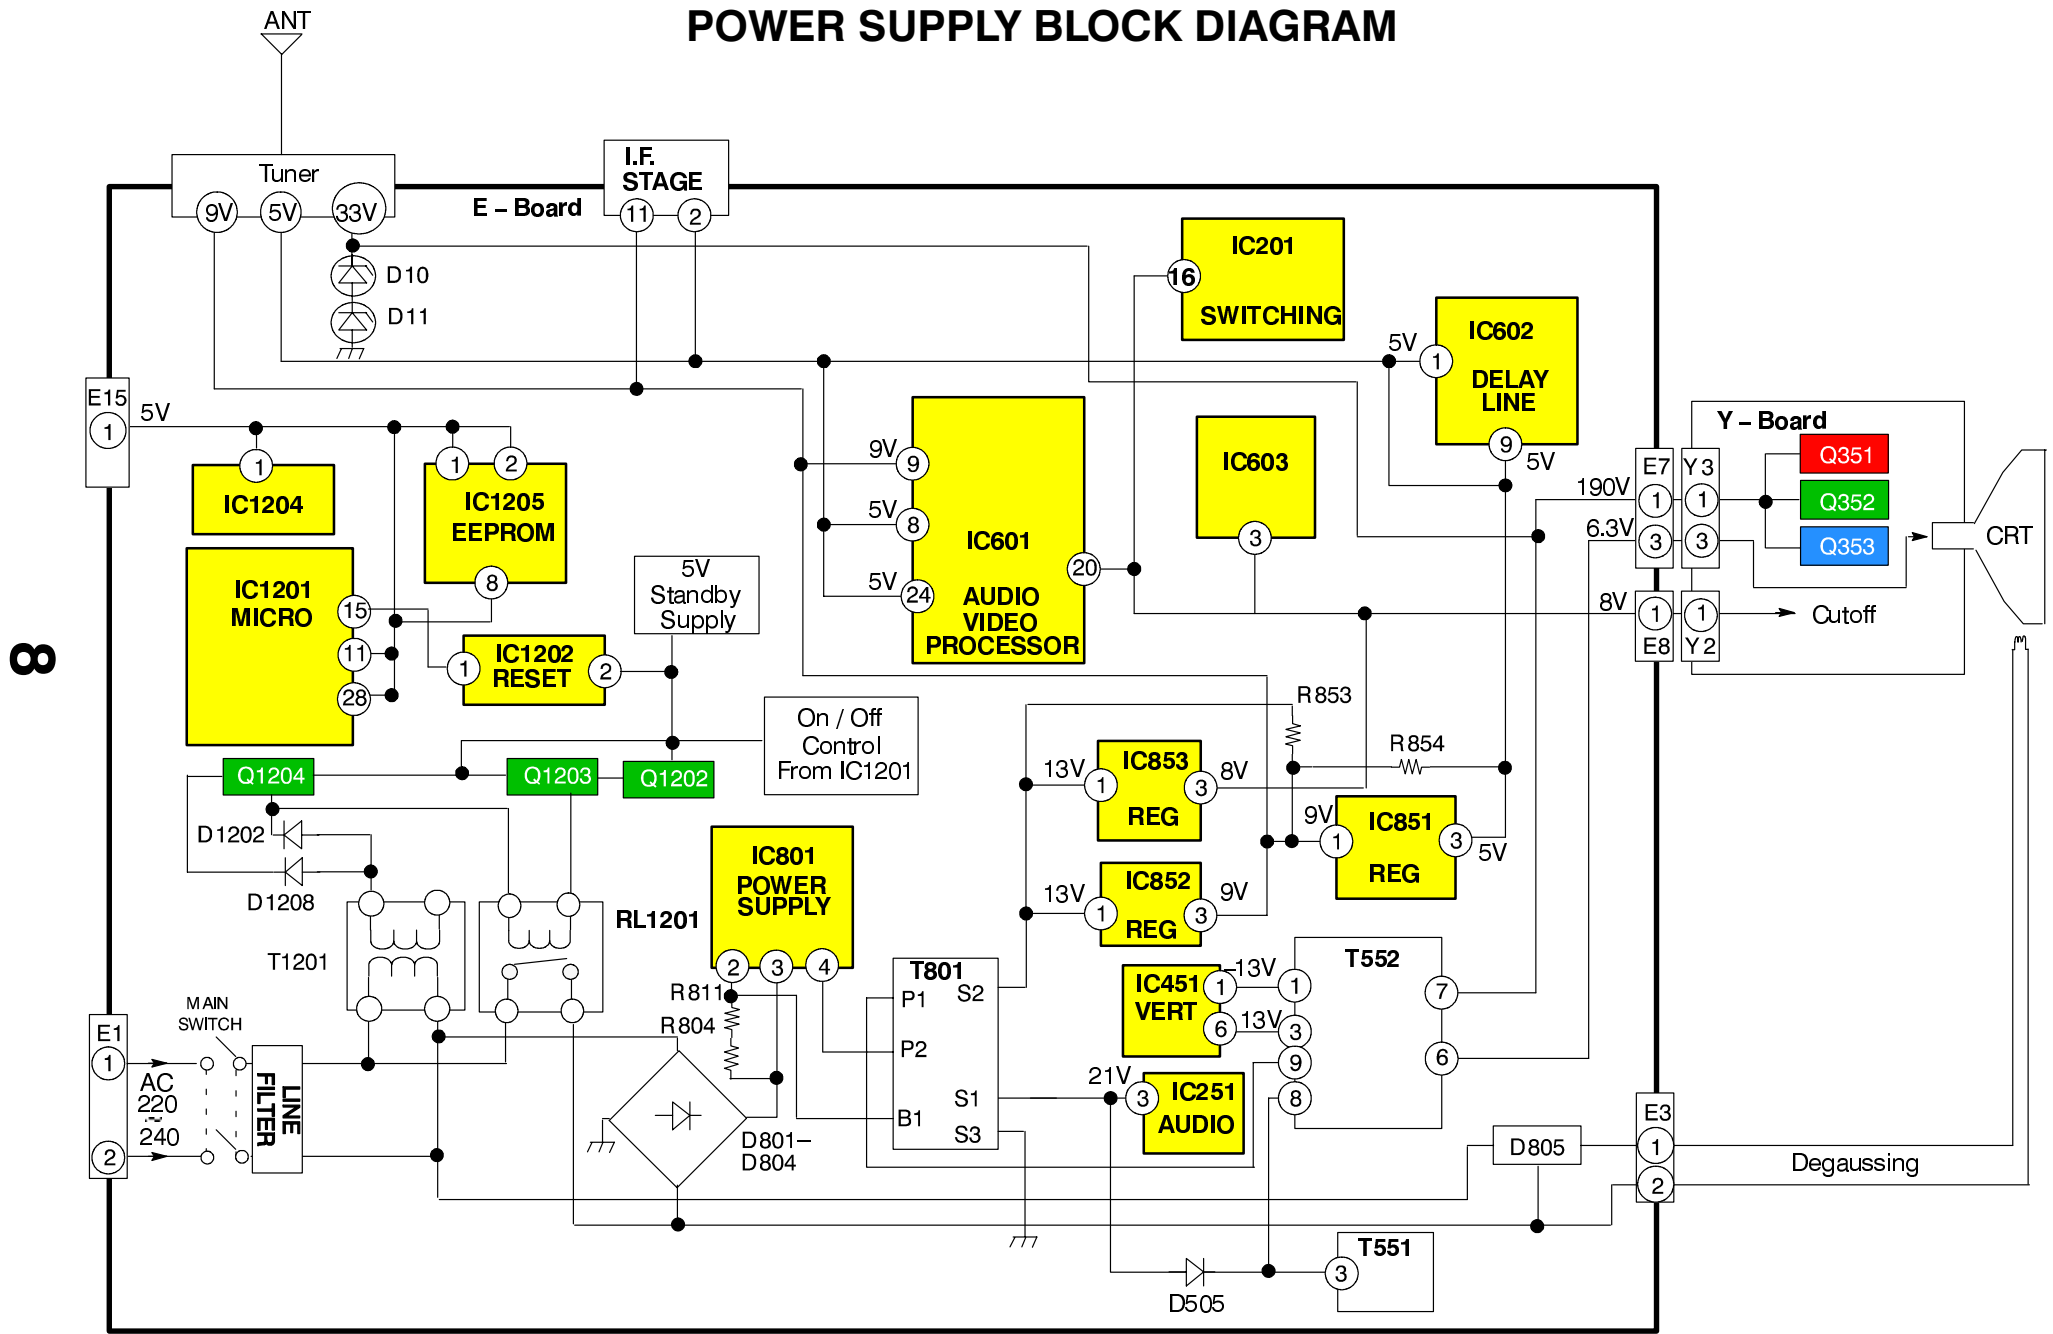 POWER SUPPLY BLOCK DIAGRAM
ANT
Tuner
9V 5V 33V
E – Board
I.F.
STAGE
11 2
D10
D11
IC201
16
SWITCHING
IC602
5V 1
DELAY
LINE
9
5V
E15
1
5V
1
IC1204
1 2
IC1205
EEPROM
8
9V 9
5V 8
5V 24
IC601
20
AUDIO
VIDEO
PROCESSOR
IC603
3
Y – Board
Q351
Q352
Q353
CRT
Cutoff
190V
6.3V
8V
E7
1
3
Y3
1
3
1
E8
1
Y2
IC1201
MICRO
15
11
28
5V
Standby
Supply
1
IC1202
RESET
2
On / Off
Control
From IC1201
Q1204
Q1203
Q1202
D1202
D1208
T1201
RL1201
8
R853
R854
13V 1
IC853
REG
3 8V
9V 1
IC851
REG
3 5V
13V 1
IC852
REG
3 9V
IC801
POWER
SUPPLY
2 3 4
R811
R804
T801
P1
P2
B1
S2
S1
S3
IC451
VERT
1
6
–13V
13V
T552
1
3
9
8
7
6
21V 3
IC251
AUDIO
MAIN
SWITCH
E1
1
2
AC
220
~
240
LINE
FILTER
D801–
D804
D805
E3
1
2
Degaussing
D505
T551
3